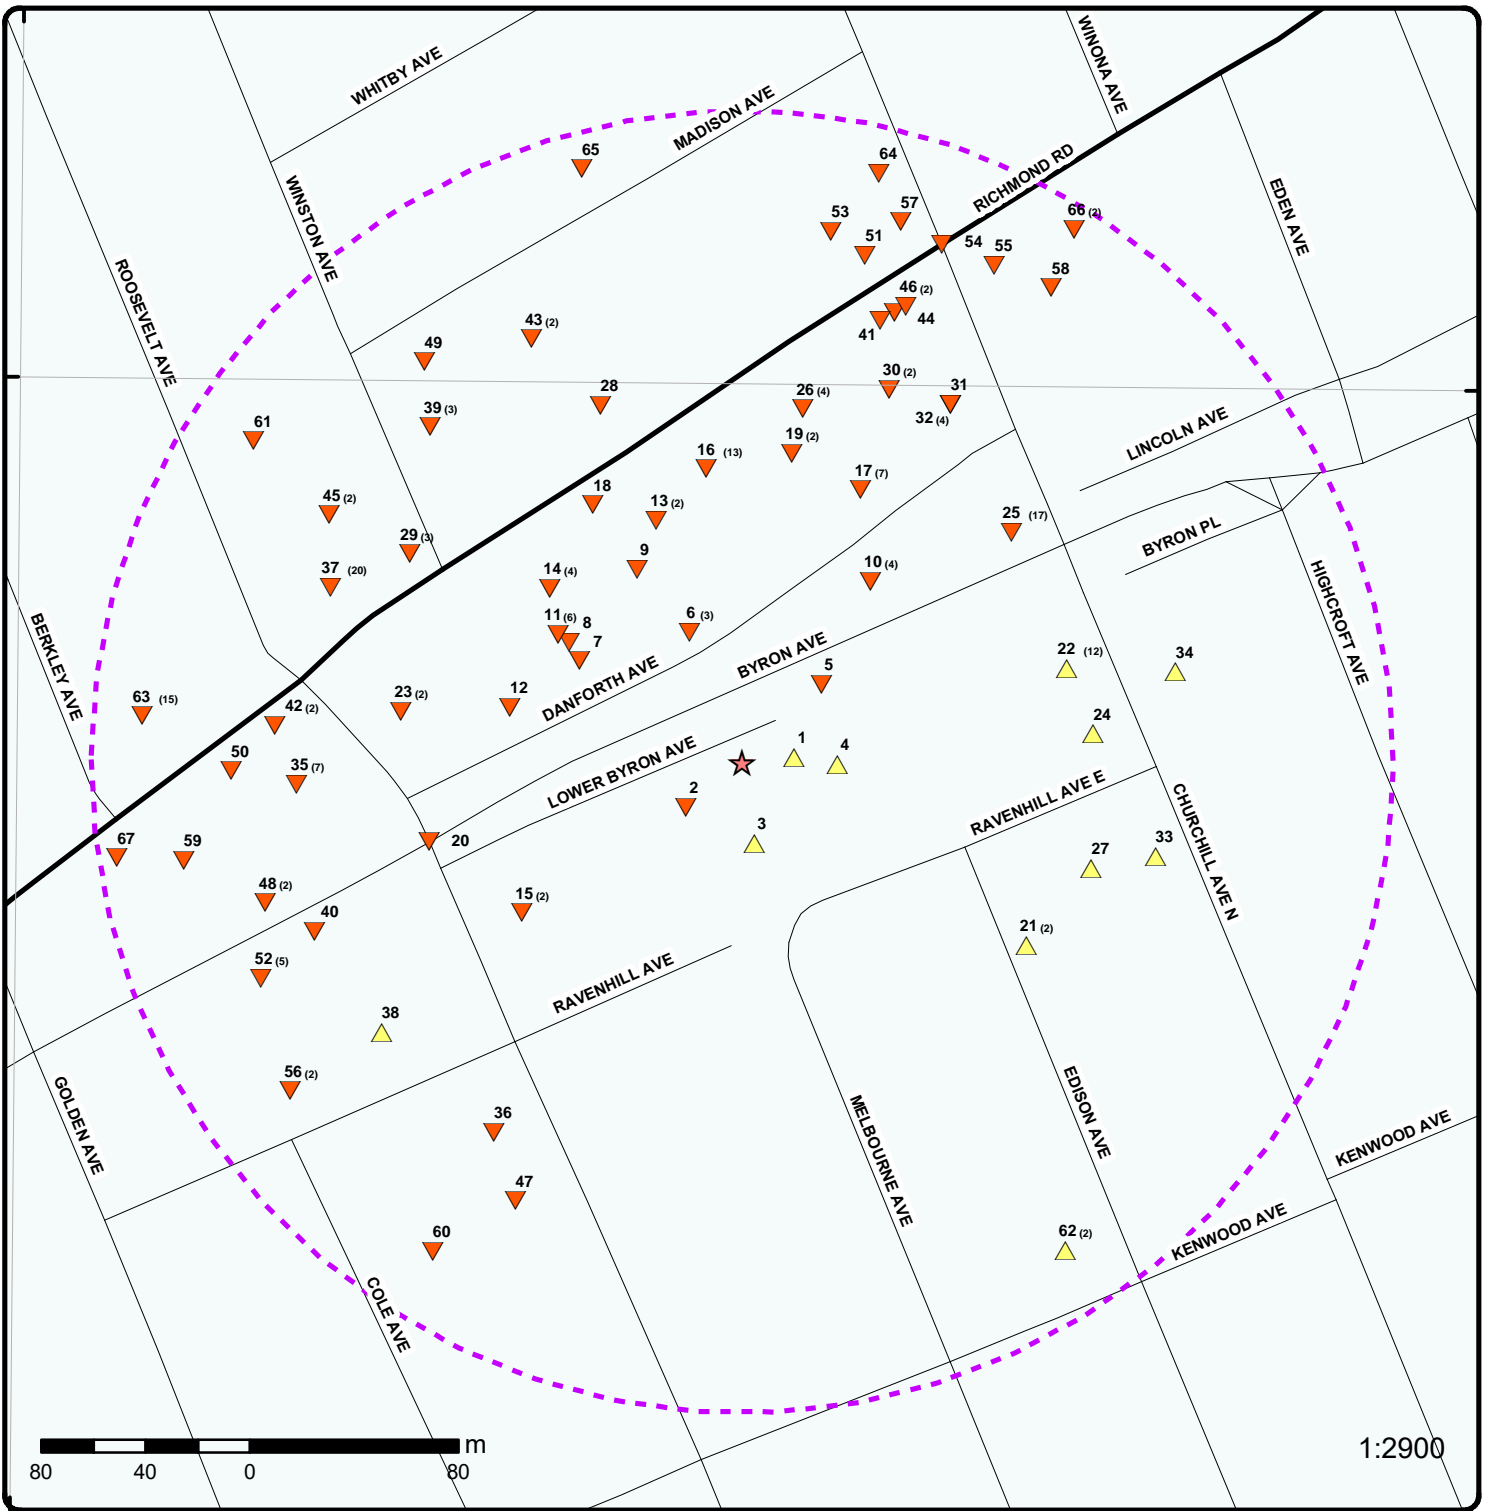 WHITBY AVE
WINONA AVE
MADISON AVE
65
64
RICHMOND RD
WINSTON AVE
EDEN AVE
53
57
66 (2)
51
54
55
58
ROOSEVELT AVE
46 (2)
44
41
43 (2)
49
28
30 (2)
26 (4)
31
32 (4)
39 (3)
61
LINCOLN AVE
19 (2)
16 (13)
17 (7)
18
45 (2)
13 (2)
25 (17)
BYRON PL
29 (3)
9
10 (4)
37 (20)
14 (4)
HIGHCROFT AVE
BERKLEY AVE
11 (6)
8
6 (3)
7
BYRON AVE
22 (12)
34
5
DANFORTH AVE
63 (15)
42 (2)
23 (2)
12
24
50
35 (7)
LOWER BYRON AVE
1
4
2
RAVENHILL AVE E
CHURCHILL AVE N
3
67
59
20
27
33
48 (2)
40
15 (2)
21 (2)
52 (5)
RAVENHILL AVE
38
56 (2)
GOLDEN AVE
36
MELBOURNE AVE
EDISON AVE
KENWOOD AVE
47
60
62 (2)
KENWOOD AVE
COLE AVE
m
80 40 0 80
1:2900